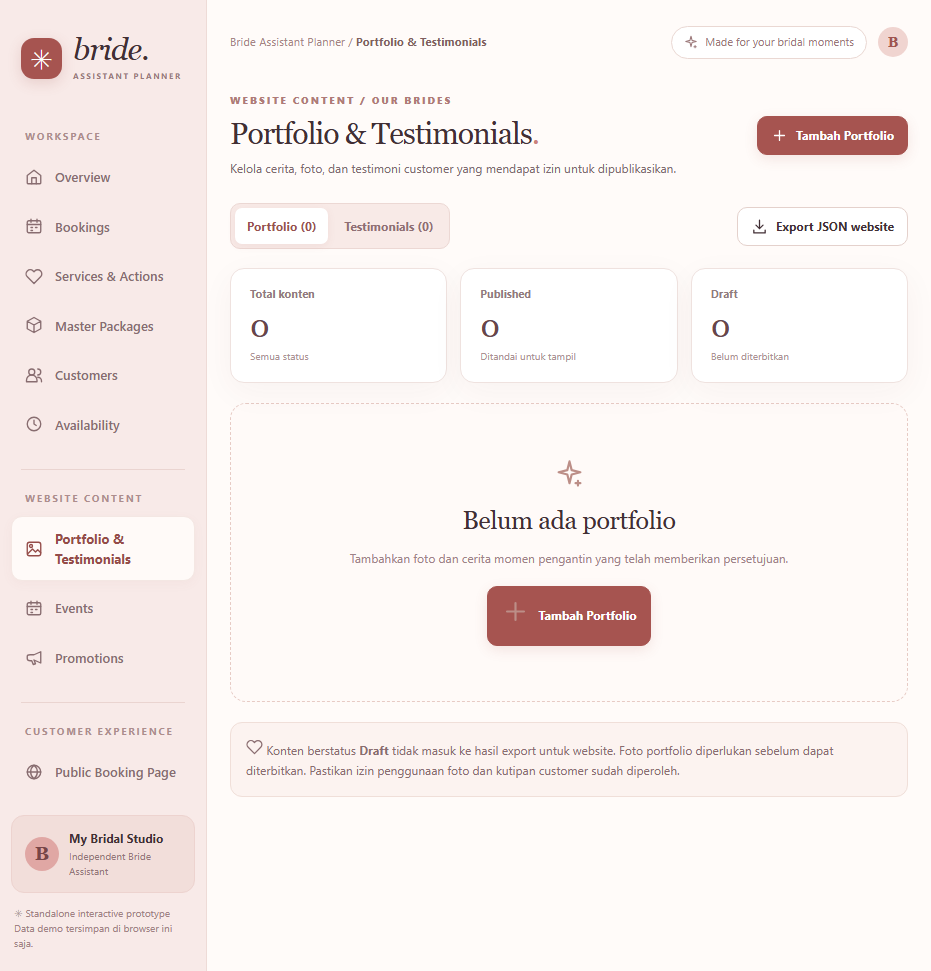 bride.
ASSISTANT PLANNER
WORKSPACE
Overview
Bookings
Services & Actions
Master Packages
Customers
Availability
WEBSITE CONTENT
Portfolio &
Testimonials
Events
Promotions
CUSTOMER EXPERIENCE
Public Booking Page
B
My Bridal Studio
Independent Bride
Assistant
✳ Standalone interactive prototype
Data demo tersimpan di browser ini
saja.
Bride Assistant Planner / Portfolio & Testimonials
Made for your bridal moments
B
WEBSITE CONTENT / OUR BRIDES
Portfolio & Testimonials.
Kelola cerita, foto, dan testimoni customer yang mendapat izin untuk dipublikasikan.
Tambah Portfolio
Portfolio (0)
Testimonials (0)
Export JSON website
Total konten
0
Semua status
Published
0
Ditandai untuk tampil
Draft
0
Belum diterbitkan
Belum ada portfolio
Tambahkan foto dan cerita momen pengantin yang telah memberikan persetujuan.
Tambah Portfolio
Konten berstatus Draft tidak masuk ke hasil export untuk website. Foto portfolio diperlukan sebelum dapat
diterbitkan. Pastikan izin penggunaan foto dan kutipan customer sudah diperoleh.